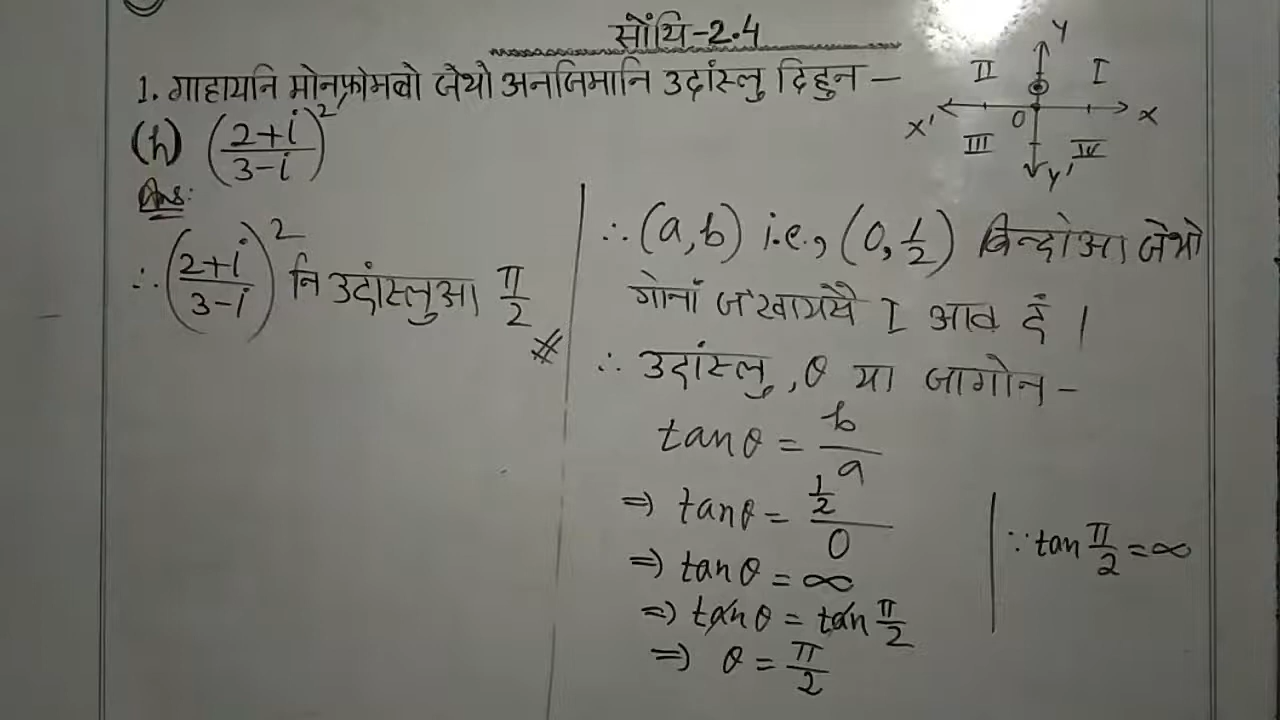 सोंथि-2.4
1. गाहायनि मोनफ्रोमबो जेथो अनजिमानि उदांस्लु दिहुन —
(h) (2+i / 3-i)²
Ans:
∴ (2+i / 3-i)² नि उदांस्लुआ π/2
#
II I
X' O X
III IV
Y
Y'
∴ (a, b) i.e., (0, 1/2) बिन्दोआ जेथो
गोनां जखायायै I आव दं।
∴ उदांस्लु, θ या जागोन -
tan θ = b/a
⇒ tan θ = 1/2 / 0
⇒ tan θ = ∞
⇒ tan θ = tan π/2
⇒ θ = π/2
∵ tan π/2 = ∞